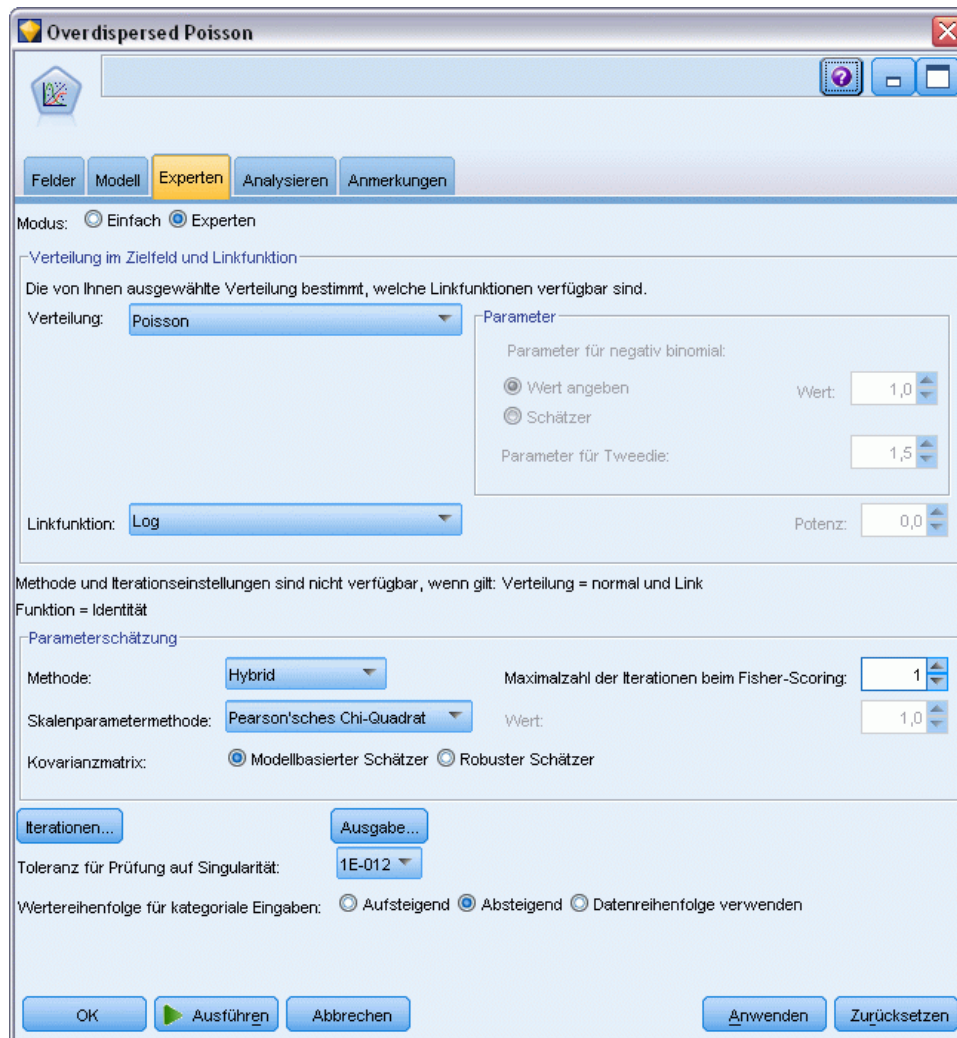 Overdispersed Poisson
Felder Modell Experten Analysieren Anmerkungen
Modus: Einfach Experten
Verteilung im Zielfeld und Linkfunktion
Die von Ihnen ausgewählte Verteilung bestimmt, welche Linkfunktionen verfügbar sind.
Verteilung: Poisson
Parameter
Parameter für negativ binomial:
Wert angeben Wert: 1,0
Schätzer
Parameter für Tweedie: 1,5
Linkfunktion: Log Potenz: 0,0
Methode und Iterationseinstellungen sind nicht verfügbar, wenn gilt: Verteilung = normal und Link
Funktion = Identität
Parameterschätzung
Methode: Hybrid Maximalzahl der Iterationen beim Fisher-Scoring: 1
Skalenparametermethode: Pearson'sches Chi-Quadrat Wert: 1,0
Kovarianzmatrix: Modellbasierter Schätzer Robuster Schätzer
Iterationen... Ausgabe...
Toleranz für Prüfung auf Singularität: 1E-012
Wertereihenfolge für kategoriale Eingaben: Aufsteigend Absteigend Datenreihenfolge verwenden
OK Ausführen Abbrechen Anwenden Zurücksetzen